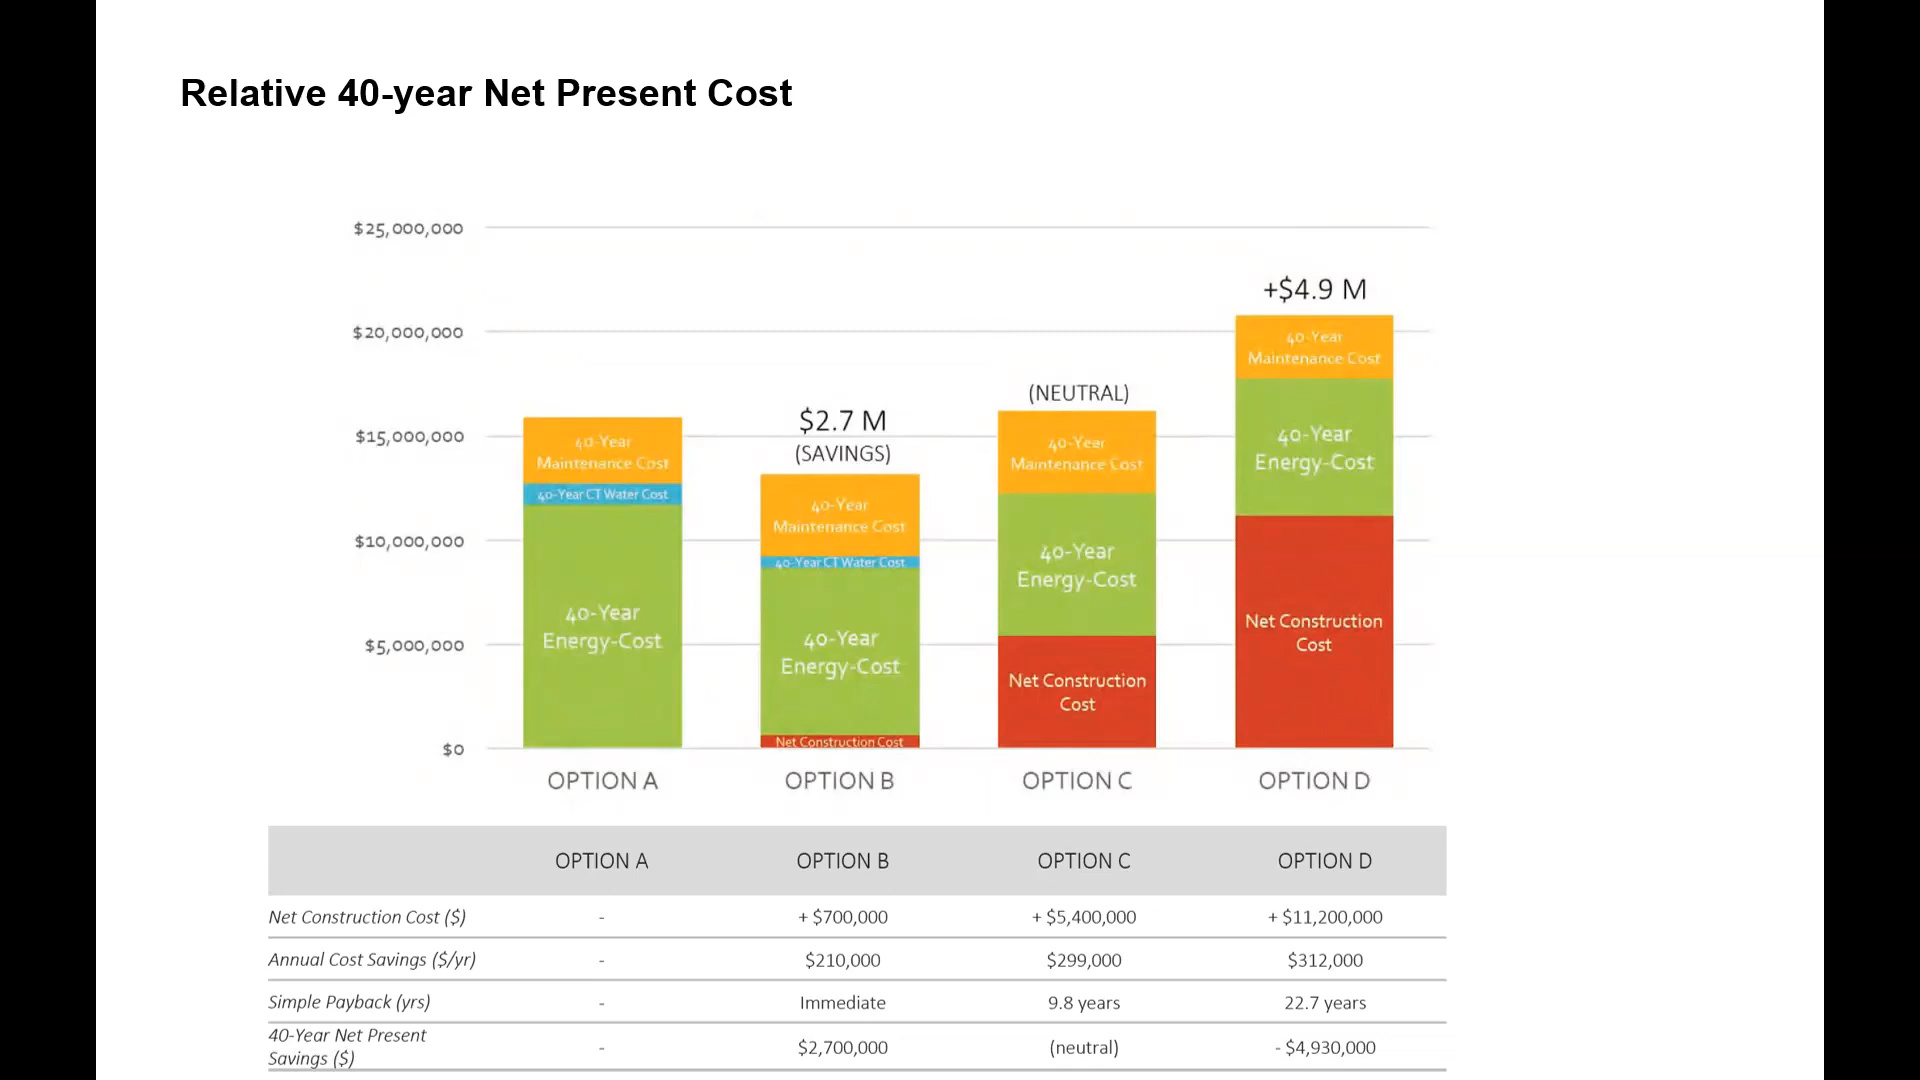 Relative 40-year Net Present Cost
$25,000,000
+$4.9 M
$20,000,000
40-Year
Maintenance Cost
(NEUTRAL)
$2.7 M
(SAVINGS)
$15,000,000
40-Year
Maintenance Cost
40-Year
Maintenance Cost
40-Year
Energy-Cost
40-Year CT Water Cost
40-Year
Maintenance Cost
$10,000,000
40-Year CT Water Cost
40-Year
Energy-Cost
40-Year
Energy-Cost
40-Year
Energy-Cost
Net Construction
Cost
$5,000,000
Net Construction
Cost
Net Construction Cost
$0
OPTION A OPTION B OPTION C OPTION D
OPTION A OPTION B OPTION C OPTION D
Net Construction Cost ($) - + $700,000 + $5,400,000 + $11,200,000
Annual Cost Savings ($/yr) - $210,000 $299,000 $312,000
Simple Payback (yrs) - Immediate 9.8 years 22.7 years
40-Year Net Present
Savings ($) - $2,700,000 (neutral) - $4,930,000